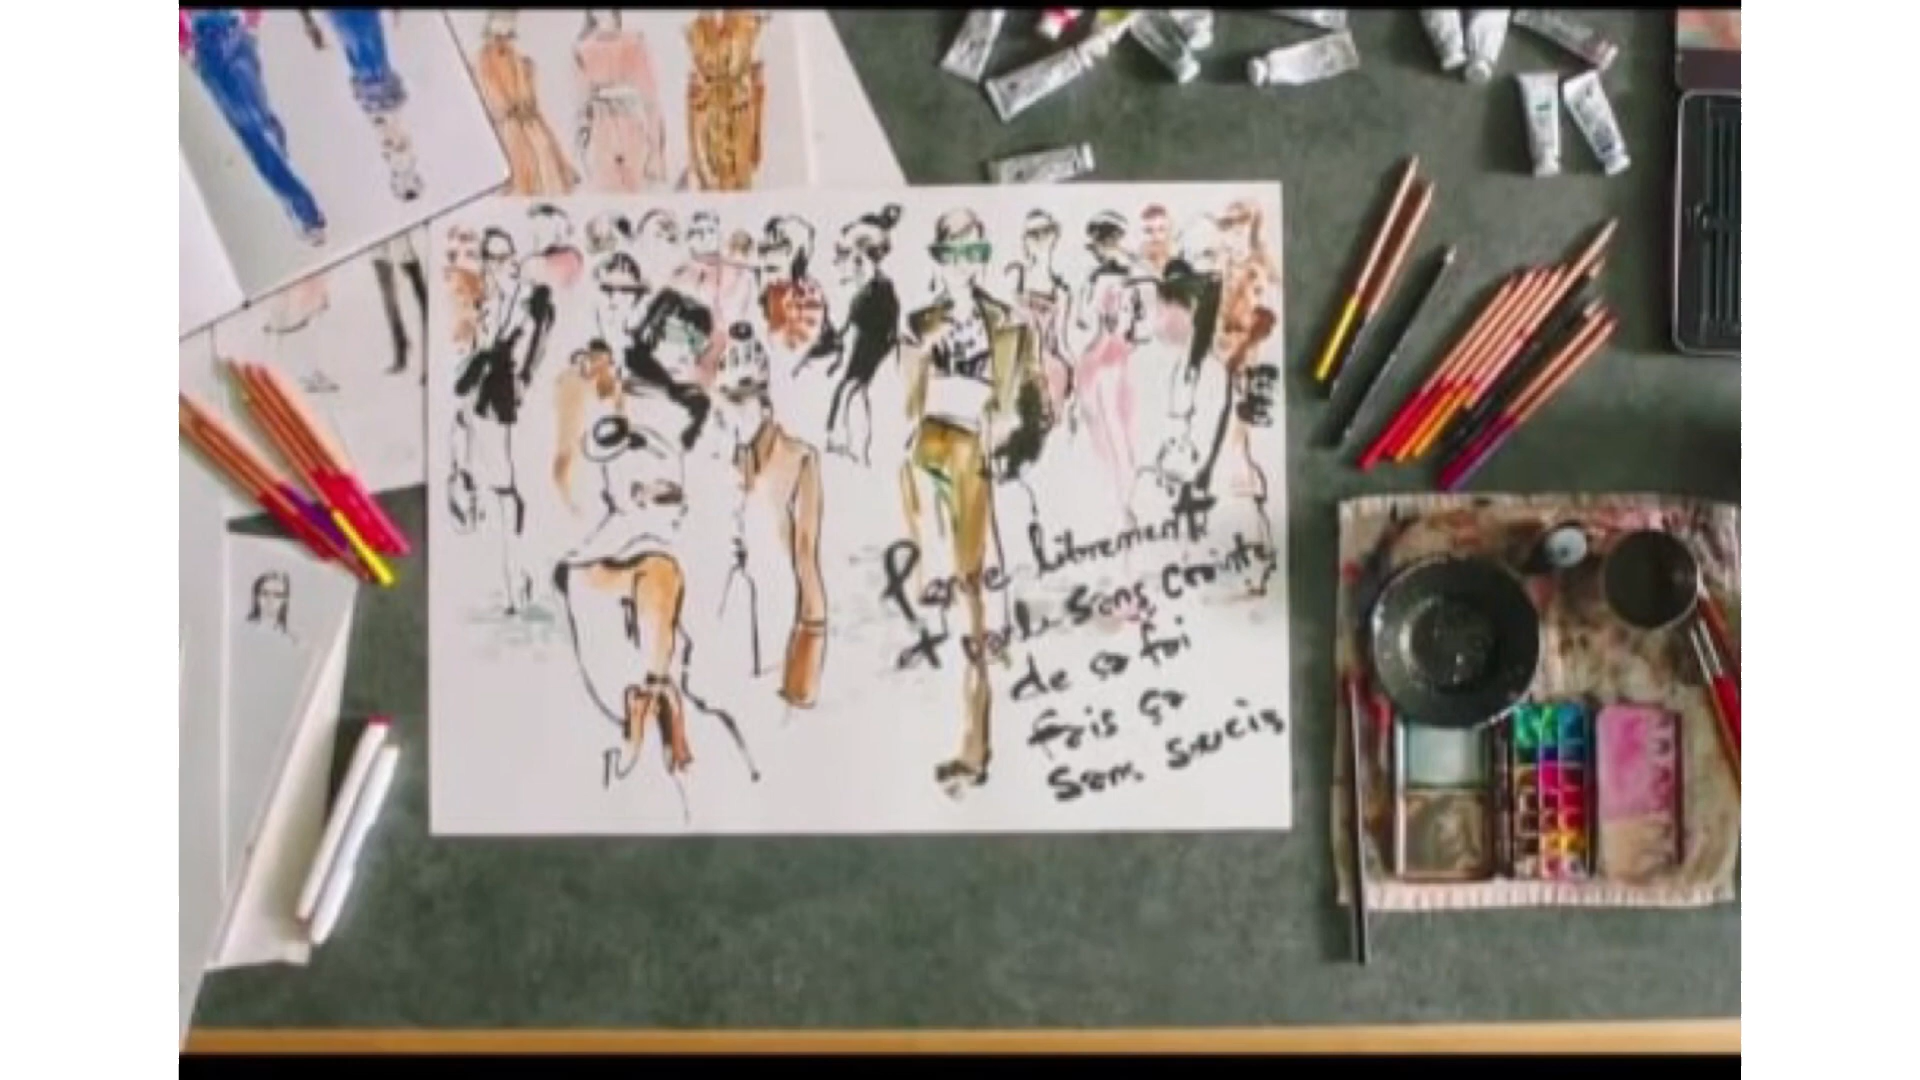 Pense librement
et parle sans crainte
de sa foi
fais ça
sans soucis